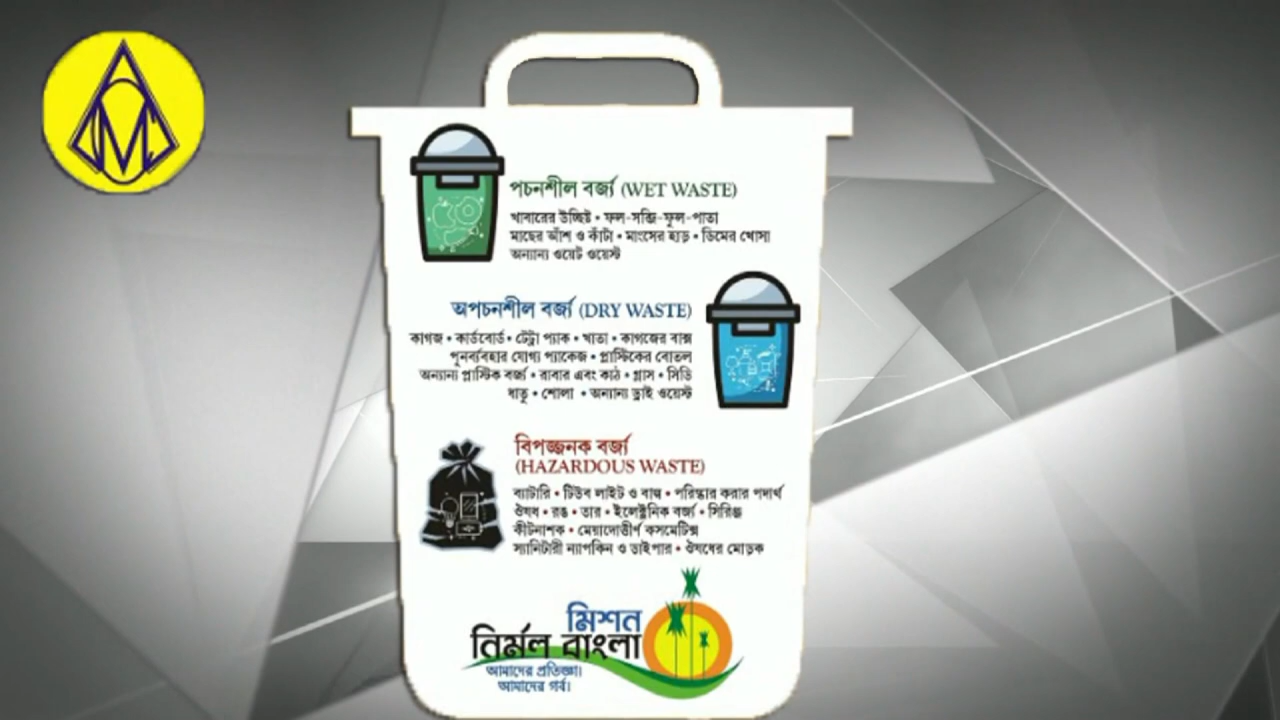 OMC
পচনশীল বর্জ্য (WET WASTE)
খাবারের উচ্ছিষ্ট • ফল-সব্জি-ফুল-পাতা
মাছের আঁশ ও কাঁটা • মাংসের হাড় • ডিমের খোসা
অন্যান্য ওয়েট ওয়েস্ট
অপচনশীল বর্জ্য (DRY WASTE)
কাগজ • কার্ডবোর্ড • টেট্রা প্যাক • খাতা • কাগজের বাক্স
পুনর্ব্যবহার যোগ্য প্যাকেজ • প্লাস্টিকের বোতল
অন্যান্য প্লাস্টিক বর্জ্য • রাবার এবং কাঠ • গ্লাস • সিডি
ধাতু • শোলা • অন্যান্য ড্রাই ওয়েস্ট
বিপজ্জনক বর্জ্য
(HAZARDOUS WASTE)
ব্যাটারি • টিউব লাইট ও বাল্ব • পরিষ্কার করার পদার্থ
ঔষধ • রঙ • তার • ইলেক্ট্রনিক বর্জ্য • সিরিঞ্জ
কীটনাশক • মেয়াদোত্তীর্ণ কসমেটিক্স
স্যানিটারী ন্যাপকিন ও ডাইপার • ঔষধের মোড়ক
মিশন
নির্মল বাংলা
আমাদের প্রতিজ্ঞা।
আমাদের গর্ব।